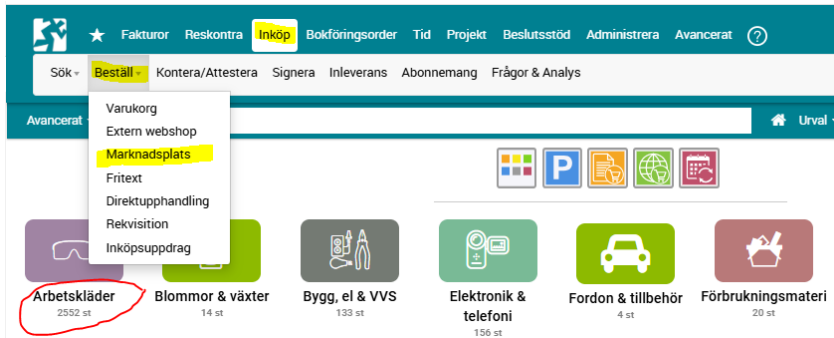 Fakturor Reskontra Inköp Bokföringsorder Tid Projekt Beslutsstöd Administrera Avancerat ?
Sök Beställ Kontera/Attestera Signera Inleverans Abonnemang Frågor & Analys
Varukorg
Extern webshop
Marknadsplats
Fritext
Direktupphandling
Rekvisition
Inköpsuppdrag
Avancerat Urval
P
Arbetskläder
2552 st
Blommor & växter
14 st
Bygg, el & VVS
133 st
Elektronik &
telefoni
156 st
Fordon & tillbehör
4 st
Förbrukningsmateri
20 st